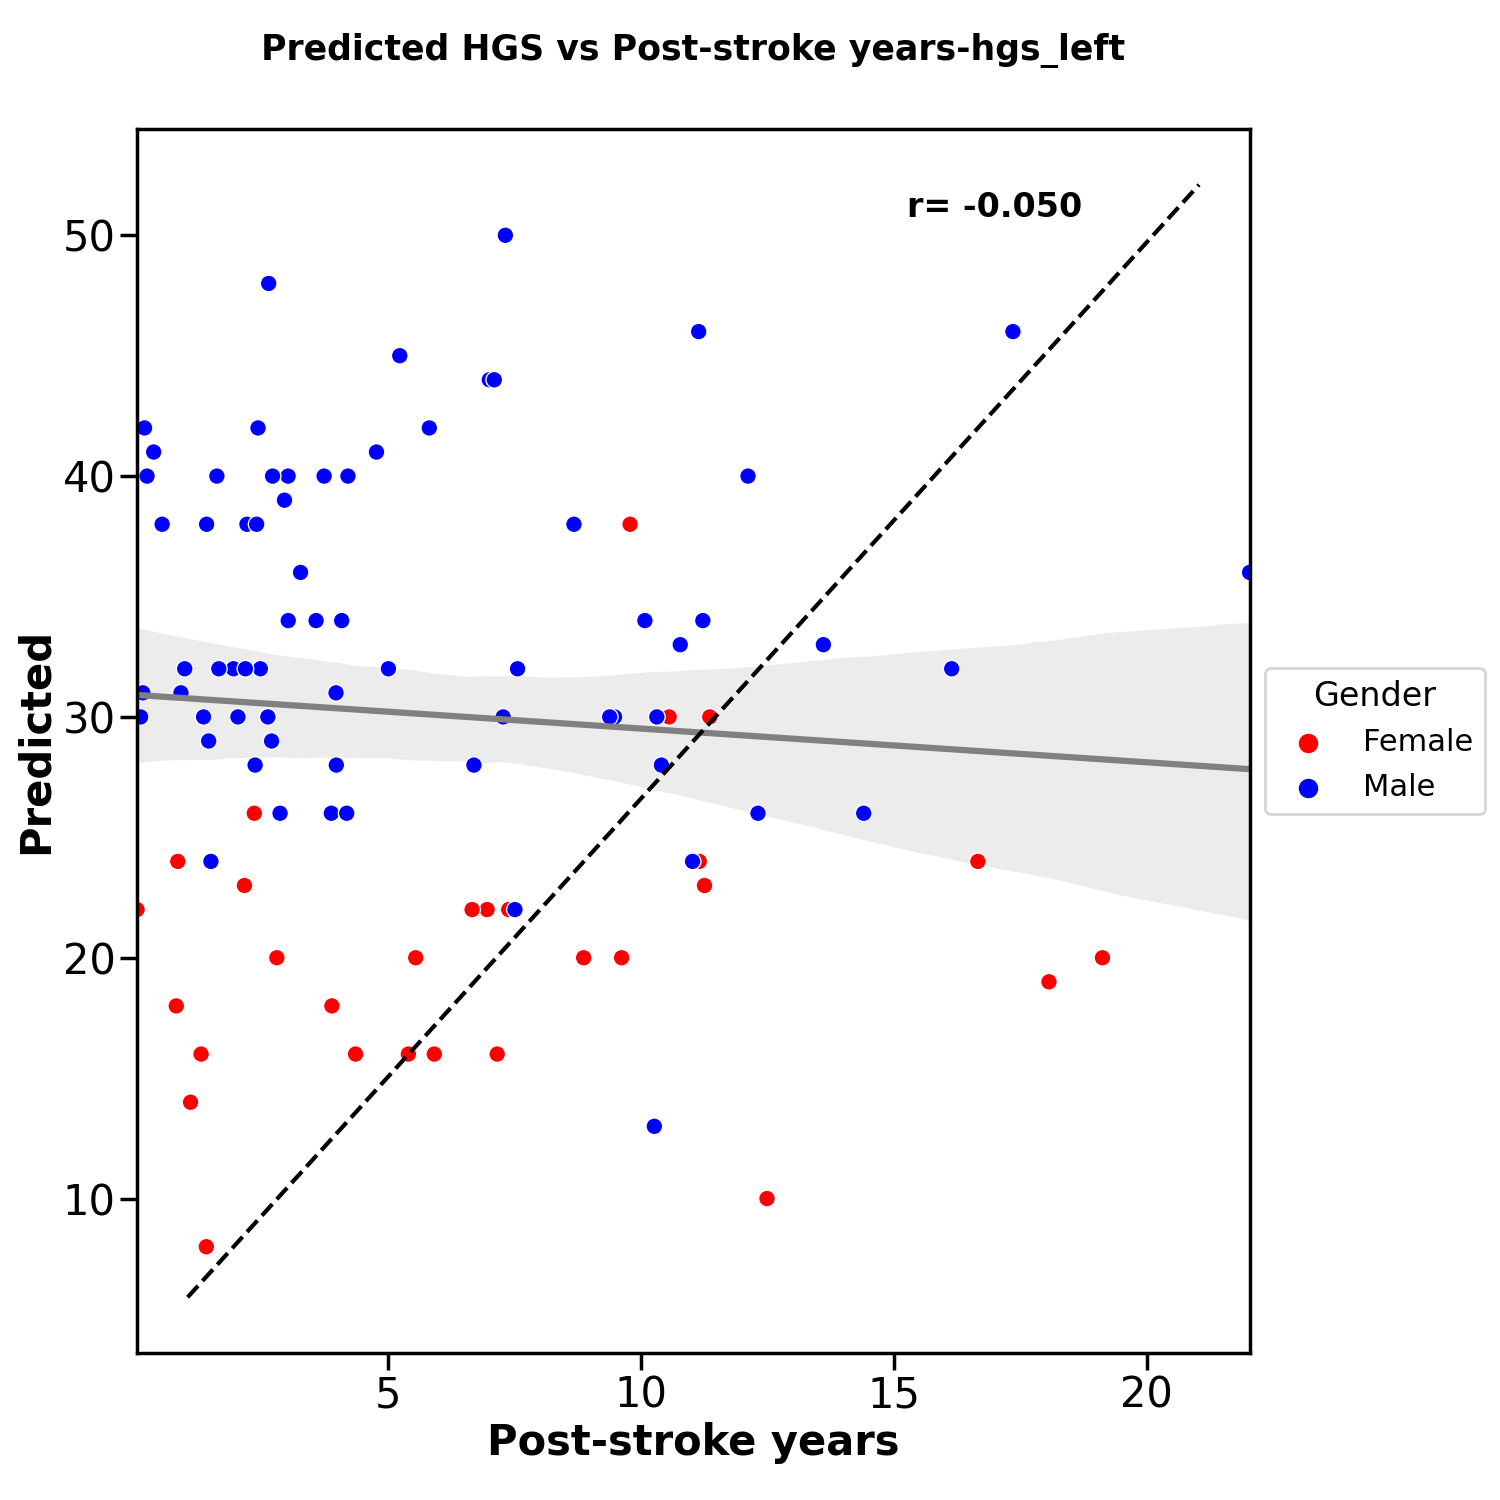 Predicted HGS vs Post-stroke years-hgs_left
r= -0.050
50
40
30
20
10
Predicted
5
10
15
20
Post-stroke years
Gender
Female
Male